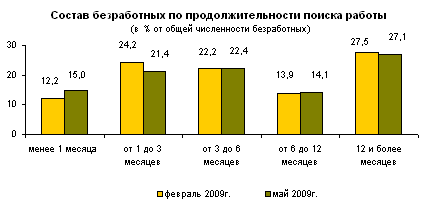 Состав безработных по продолжительности поиска работы
(в % от общей численности безработных)
30
20
10
0
12,2 15,0
24,2 21,4
22,2 22,4
13,9 14,1
27,5 27,1
менее 1 месяца
от 1 до 3 месяцев
от 3 до 6 месяцев
от 6 до 12 месяцев
12 и более месяцев
февраль 2009г. май 2009г.